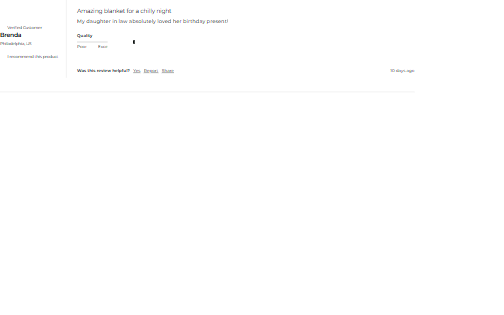 Verified Customer
Brenda
Philadelphia, US
I recommend this product
Amazing blanket for a chilly night
My daughter in law absolutely loved her birthday present!
Quality
Poor
Was this review helpful? Yes Report Share
10 days ago